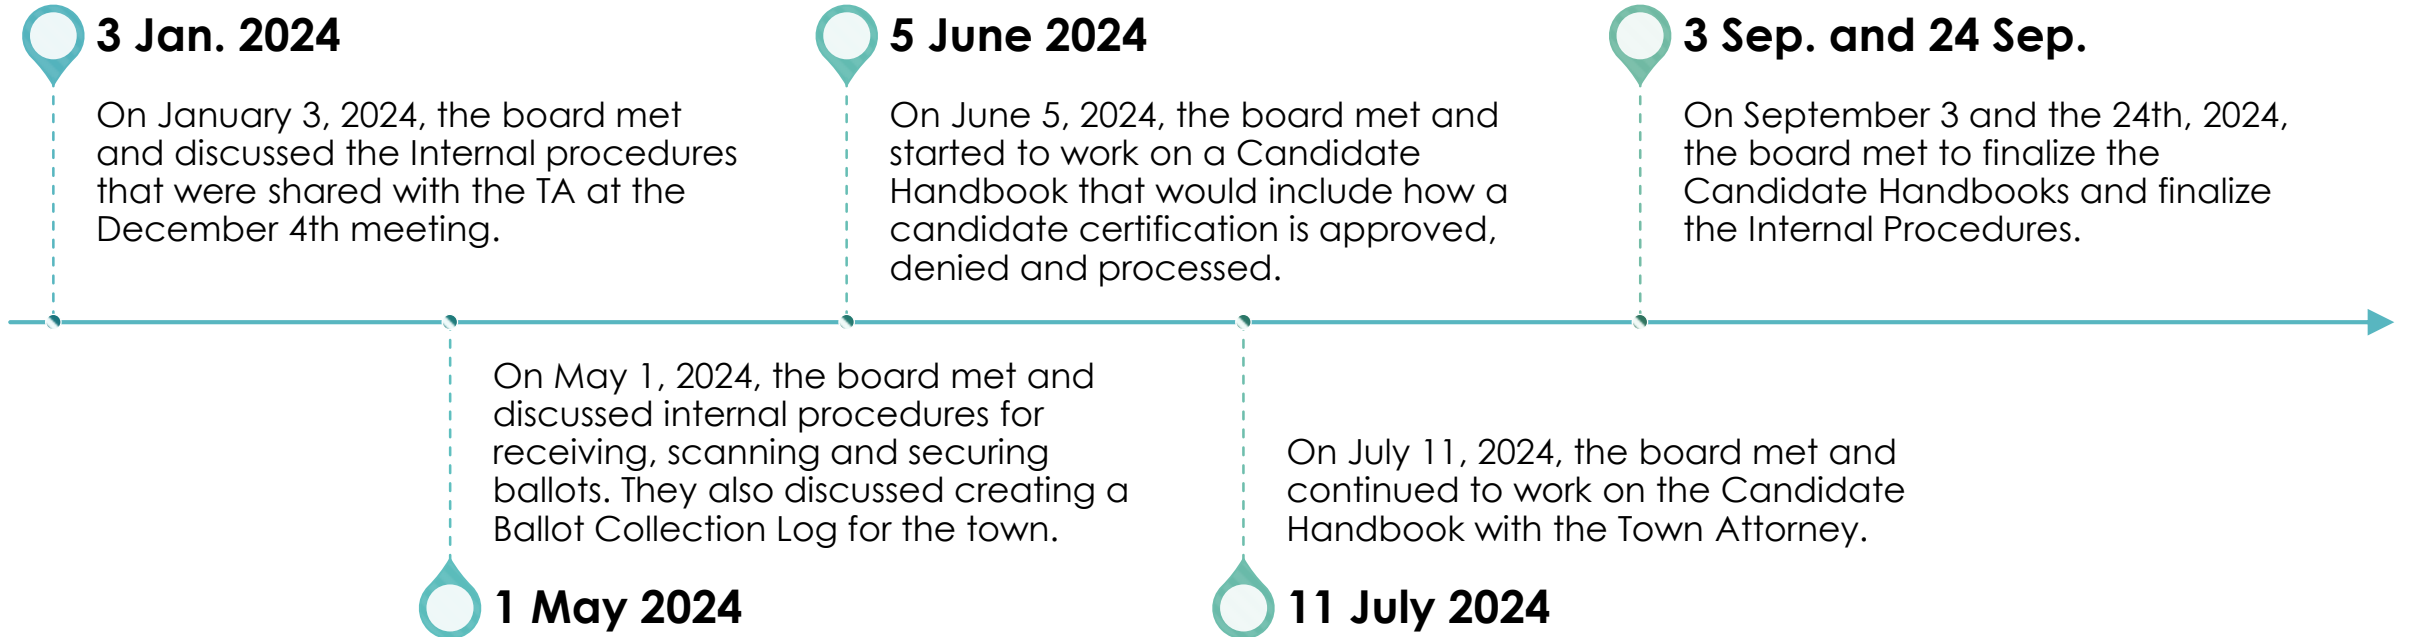 3 Jan. 2024
On January 3, 2024, the board met
and discussed the Internal procedures
that were shared with the TA at the
December 4th meeting.
5 June 2024
On June 5, 2024, the board met and
started to work on a Candidate
Handbook that would include how a
candidate certification is approved,
denied and processed.
3 Sep. and 24 Sep.
On September 3 and the 24th, 2024,
the board met to finalize the
Candidate Handbooks and finalize
the Internal Procedures.
On May 1, 2024, the board met and
discussed internal procedures for
receiving, scanning and securing
ballots. They also discussed creating a
Ballot Collection Log for the town.
1 May 2024
On July 11, 2024, the board met and
continued to work on the Candidate
Handbook with the Town Attorney.
11 July 2024